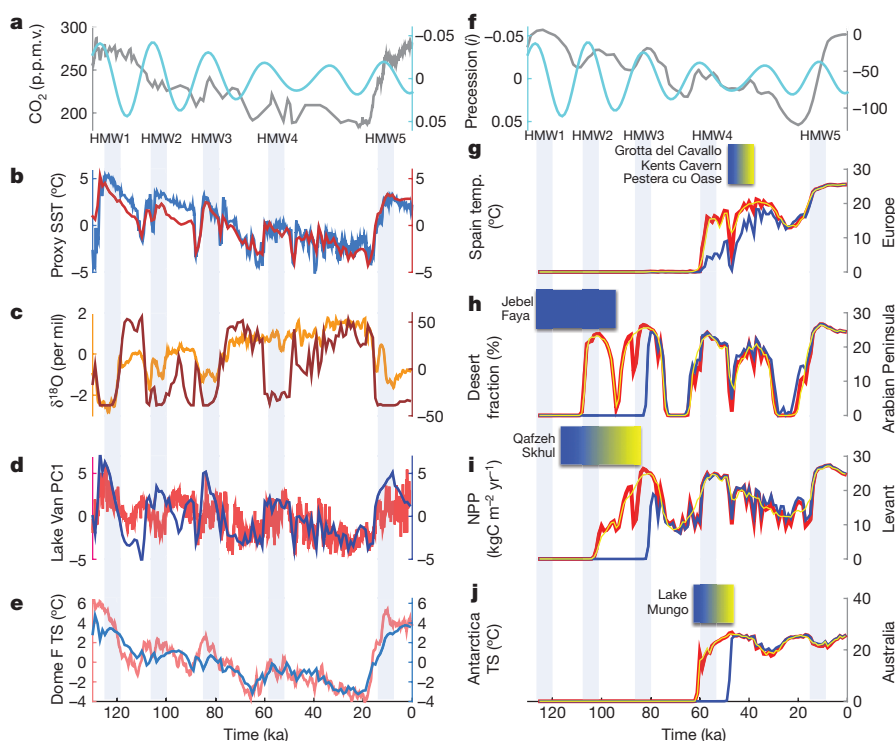 a
CO2 (p.p.m.v.)
300
250
200
-0.05
0
0.05
HMW1 HMW2 HMW3 HMW4 HMW5
b
Proxy SST (ºC)
5
0
−5
5
0
−5
c
δ18O (per mil)
2
0
−2
50
0
−50
d
Lake Van PC1
5
0
−5
5
0
−5
e
Dome F TS (ºC)
6
4
2
0
−2
−4
4
2
0
−2
−4
120 100 80 60 40 20 0
Time (ka)
f
Precession (i)
-0.05
0
0.05
0
−50
−100
HMW1 HMW2 HMW3 HMW4 HMW5
g
Grotta del Cavallo
Kents Cavern
Pestera cu Oase
Spain temp.
(ºC)
30
20
10
0
Europe
h
Jebel
Faya
Desert
fraction (%)
30
20
10
0
Arabian Peninsula
i
Qafzeh
Skhul
NPP
(kgC m−2 yr−1)
30
20
10
0
Levant
j
Lake
Mungo
Antarctica
TS (ºC)
40
20
0
Australia
120 100 80 60 40 20 0
Time (ka)